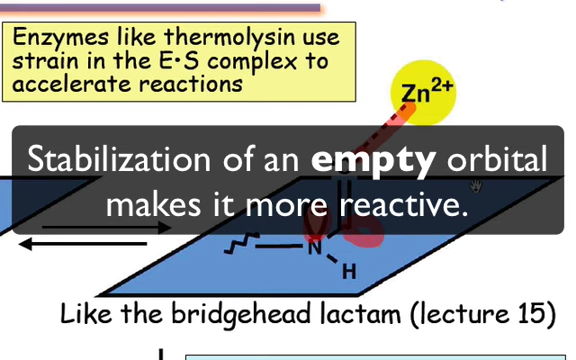 Enzymes like thermolysin use
strain in the E•S complex to
accelerate reactions
Zn2+
Stabilization of an empty orbital
makes it more reactive.
N
H
Like the bridgehead lactam (lecture 15)